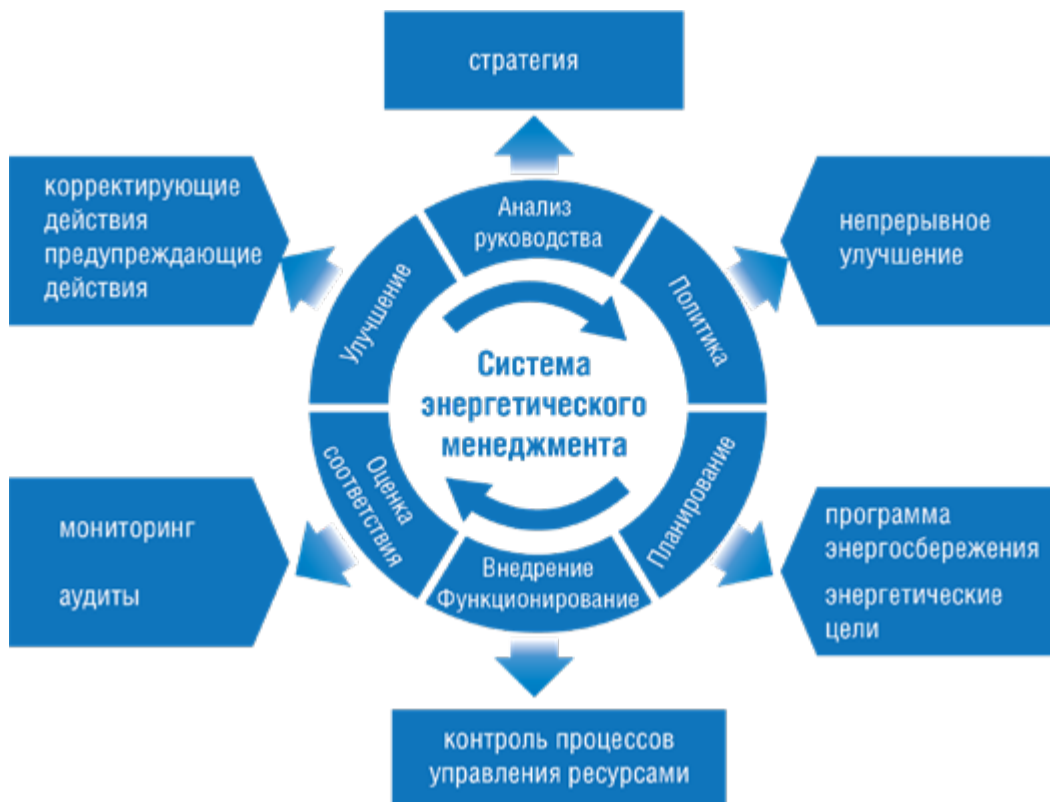 стратегия
корректирующие
действия
предупреждающие
действия
непрерывное
улучшение
Анализ
руководства
Улучшение
Политика
Система
энергетического
менеджмента
Оценка
соответствия
Планирование
Внедрение
Функционирование
мониторинг
аудиты
программа
энергосбережения
энергетические
цели
контроль процессов
управления ресурсами